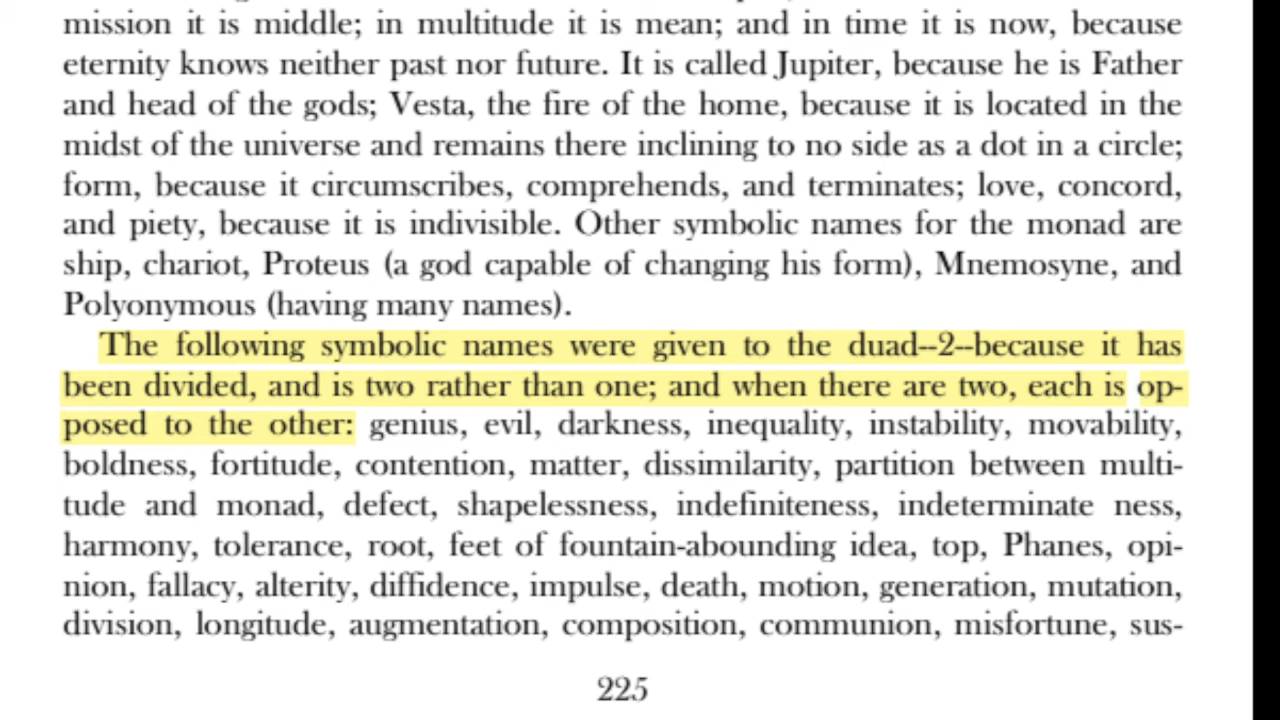 mission it is middle; in multitude it is mean; and in time it is now, because
eternity knows neither past nor future. It is called Jupiter, because he is Father
and head of the gods; Vesta, the fire of the home, because it is located in the
midst of the universe and remains there inclining to no side as a dot in a circle;
form, because it circumscribes, comprehends, and terminates; love, concord,
and piety, because it is indivisible. Other symbolic names for the monad are
ship, chariot, Proteus (a god capable of changing his form), Mnemosyne, and
Polyonymous (having many names).
The following symbolic names were given to the duad--2--because it has
been divided, and is two rather than one; and when there are two, each is op-
posed to the other: genius, evil, darkness, inequality, instability, movability,
boldness, fortitude, contention, matter, dissimilarity, partition between multi-
tude and monad, defect, shapelessness, indefiniteness, indeterminate ness,
harmony, tolerance, root, feet of fountain-abounding idea, top, Phanes, opi-
nion, fallacy, alterity, diffidence, impulse, death, motion, generation, mutation,
division, longitude, augmentation, composition, communion, misfortune, sus-
225